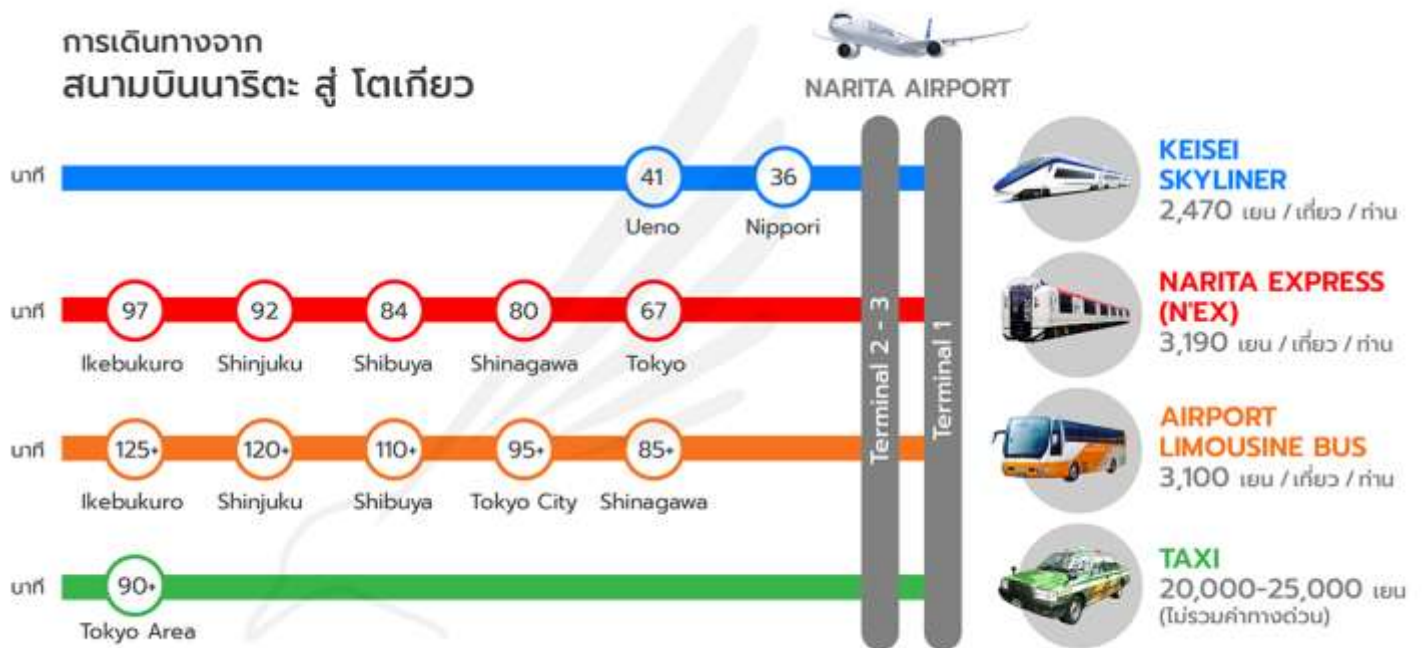 การเดินทางจาก
สนามบินนาริตะ สู่ โตเกียว
NARITA AIRPORT
นาที
41
36
Ueno
Nippori
KEISEI
SKYLINER
2,470 เยน / เที่ยว / ท่าน
นาที
97
92
84
80
67
Ikebukuro
Shinjuku
Shibuya
Shinagawa
Tokyo
NARITA EXPRESS
(N'EX)
3,190 เยน / เที่ยว / ท่าน
นาที
125+
120+
110+
95+
85+
Ikebukuro
Shinjuku
Shibuya
Tokyo City
Shinagawa
AIRPORT
LIMOUSINE BUS
3,100 เยน / เที่ยว / ท่าน
นาที
90+
Tokyo Area
TAXI
20,000-25,000 เยน
(ไม่รวมค่าทางด่วน)
Terminal 2 - 3
Terminal 1